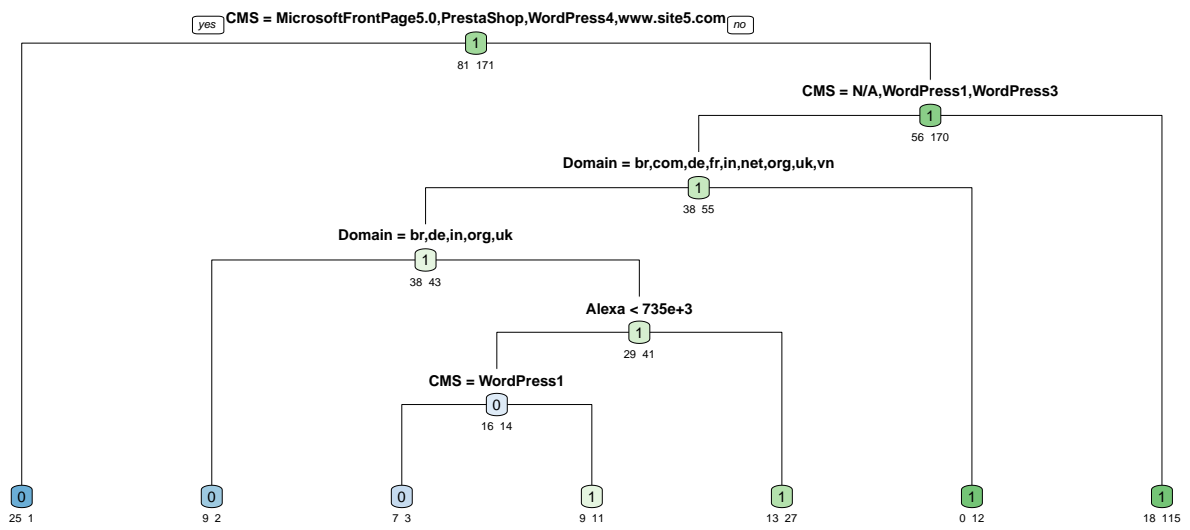 CMS = MicrosoftFrontPage5.0,PrestaShop,WordPress4,www.site5.com
yes no
1
81 171
CMS = N/A,WordPress1,WordPress3
1
56 170
Domain = br,com,de,fr,in,net,org,uk,vn
1
38 55
Domain = br,de,in,org,uk
1
38 43
Alexa < 735e+3
1
29 41
CMS = WordPress1
0
16 14
0 0 0 1 1 1 1
25 1 9 2 7 3 9 11 13 27 0 12 18 115